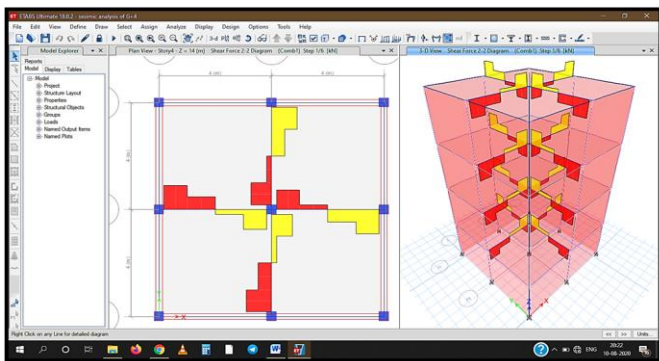 ETABS Ultimate 18.0.2 - seismic analysis of G+4
File Edit View Define Draw Select Assign Analyze Display Design Options Tools Help
Model Explorer
Plan View - Story4 - Z = 14 (m) Shear Force 2-2 Diagram (Comb1) Step 1/6 [kN]
3-D View Shear Force 2-2 Diagram (Comb1) Step 1/6 [kN]
Reports
Model Display Tables
Model
Project
Structure Layout
Properties
Structural Objects
Groups
Loads
Named Output Items
Named Plots
X
Right Click on any Line for detailed diagram
Units...
ENG
20:22
10-08-2020